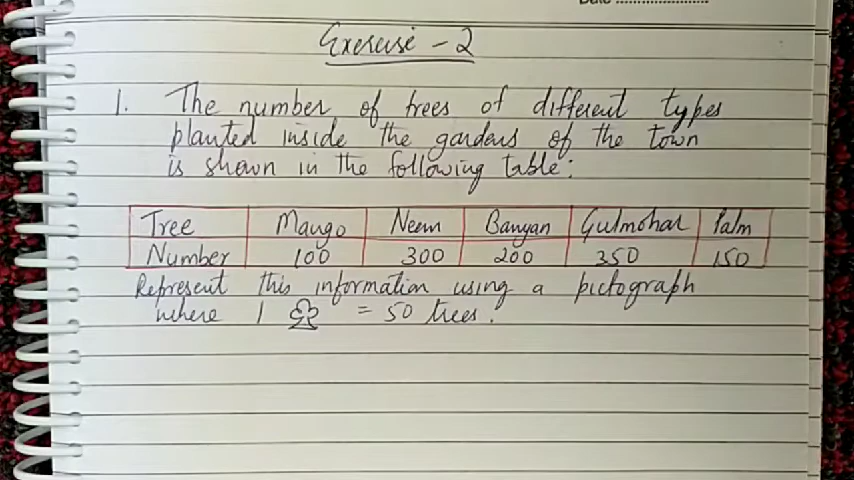 Date
Exercise - 2
1. The number of trees of different types
planted inside the gardens of the town
is shown in the following table:
Tree Mango Neem Banyan Gulmohar Palm
Number 100 300 200 350 150
Represent this information using a pictograph
where 1 = 50 trees.